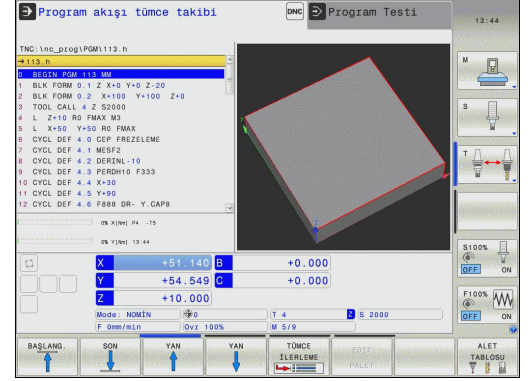 Program akışı tümce takibi
DNC
Program Testi
13:44
TNC:\nc_prog\PGM\113.h
→113.h
0 BEGIN PGM 113 MM
1 BLK FORM 0.1 Z X+0 Y+0 Z-20
2 BLK FORM 0.2 X+100 Y+100 Z+0
3 TOOL CALL 4 Z S2000
4 L Z+10 R0 FMAX M3
5 L X+50 Y+50 R0 FMAX
6 CYCL DEF 4.0 CEP FREZELEME
7 CYCL DEF 4.1 MESF2
8 CYCL DEF 4.2 DERINL-10
9 CYCL DEF 4.3 PERDH10 F333
10 CYCL DEF 4.4 X+30
11 CYCL DEF 4.5 Y+90
12 CYCL DEF 4.6 F888 DR- Y.CAP8
0% X[Nm] P4 -T5
0% Y[Nm] 13:44
X +51.140 B +0.000
Y +54.549 C +0.000
Z +10.000
Mode: NOMİN 0 T 4 Z S 2000
F 0mm/min Ovr 100% M 5/9
M
S
T
S100%
OFF ON
F100%
OFF ON
BAŞLANG.
SON
YAN
YAN
TÜMCE
İLERLEME
EDIT
PALET
ALET
TABLOSU